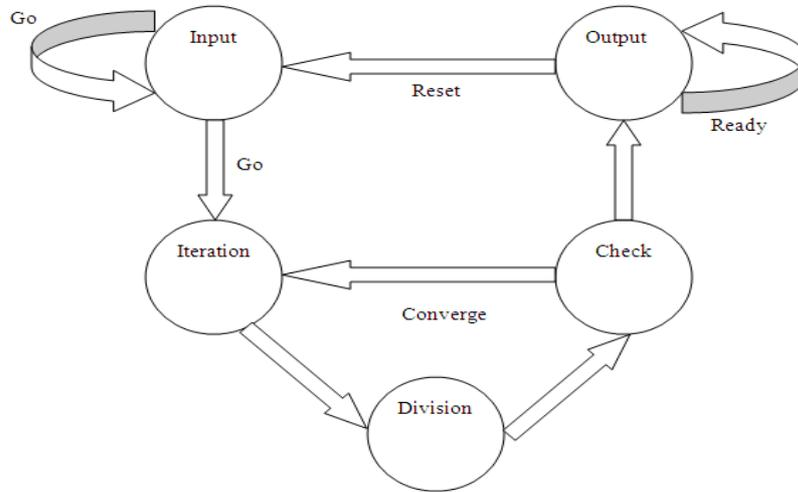 Go
Input
Output
Reset
Ready
Go
Iteration
Check
Converge
Division